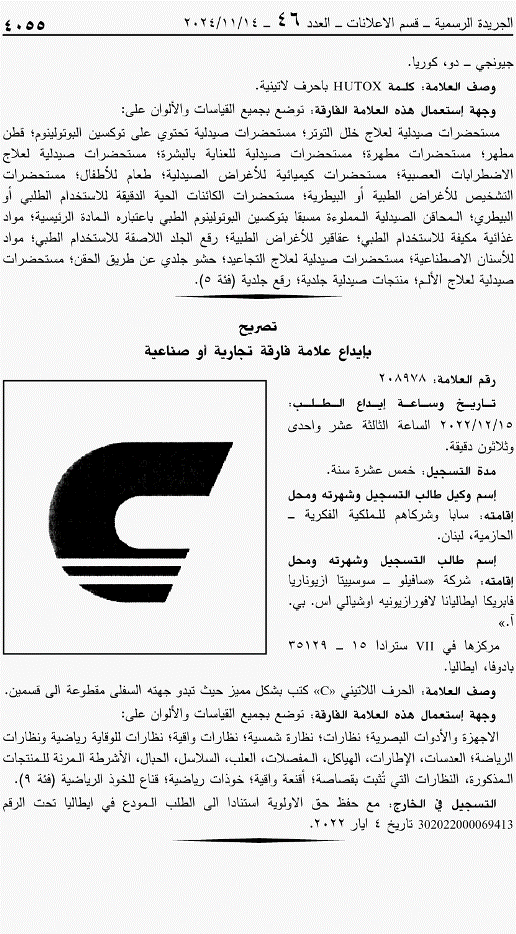 الجريدة الرسمية ـ قسم الاعلانات ـ العدد ٤٦ ـ ٢٠٢٤/١١/١٤
٤٠٥٥
جيونجي ـ دو، كوريا.
وصف العلامة: كلمة HUTOX باحرف لاتينية.
وجهة إستعمال هذه العلامة الفارقة: توضع بجميع القياسات والألوان على:
مستحضرات صيدلية لعلاج خلل التوتر؛ مستحضرات صيدلية تحتوي على توكسين البوتولينوم؛ قطن
مطهر؛ مستحضرات مطهرة؛ مستحضرات صيدلية للعناية بالبشرة؛ مستحضرات صيدلية لعلاج
الاضطرابات العصبية؛ مستحضرات كيميائية للأغراض الصيدلية؛ طعام للأطفال؛ مستحضرات
التشخيص للأغراض الطبية أو البيطرية؛ مستحضرات الكائنات الحية الدقيقة للاستخدام الطلبي أو
البيطري؛ المحاقن الصيدلية المملوءة مسبقا بتوكسين البوتولينوم الطبي باعتباره المادة الرئيسية؛ مواد
غذائية مكيفة للاستخدام الطبي؛ عقاقير للأغراض الطبية؛ رقع الجلد اللاصقة للاستخدام الطبي؛ مواد
للأسنان الاصطناعية؛ مستحضرات صيدلية لعلاج التجاعيد؛ حشو جلدي عن طريق الحقن؛ مستحضرات
صيدلية لعلاج الألم؛ منتجات صيدلية جلدية؛ رقع جلدية (فئة ٥).
تصريح
بإيداع علامة فارقة تجارية أو صناعية
رقم العلامة: ٢٠٨٩٧٨
تاريخ وساعة إيداع الطلب:
٢٠٢٢/١٢/١٥ الساعة الثالثة عشر واحدى
وثلاثون دقيقة.
مدة التسجيل: خمس عشرة سنة.
إسم وكيل طالب التسجيل وشهرته ومحل
إقامته: سابا وشركاهم للملكية الفكرية ـ
الحازمية، لبنان.
إسم طالب التسجيل وشهرته ومحل
إقامته: شركة «سافيلو ـ سوسييتا ازيوناريا
فابريكا ايطاليانا لافورازيونيه اوشيالي اس. بي.
آ.»
مركزها في VII سترادا ١٥ ـ ٣٥١٢٩
بادوفا، ايطاليا.
وصف العلامة: الحرف اللاتيني «C» كتب بشكل مميز حيث تبدو جهته السفلى مقطوعة الى قسمين.
وجهة إستعمال هذه العلامة الفارقة: توضع بجميع القياسات والألوان على:
الاجهزة والأدوات البصرية؛ نظارات؛ نظارة شمسية؛ نظارات واقية؛ نظارات للوقاية رياضية ونظارات
الرياضة؛ العدسات، الإطارات، الهياكل، المفصلات، العلب، السلاسل، الحبال، الأشرطة المرنة للمنتجات
المذكورة، النظارات التي تُثبت بقصاصة؛ أقنعة واقية؛ خوذات رياضية؛ قناع للخوذ الرياضية (فئة ٩).
التسجيل في الخارج: مع حفظ حق الاولوية استنادا الى الطلب المودع في ايطاليا تحت الرقم
302022000069413 تاريخ ٤ ايار ٢٠٢٢.